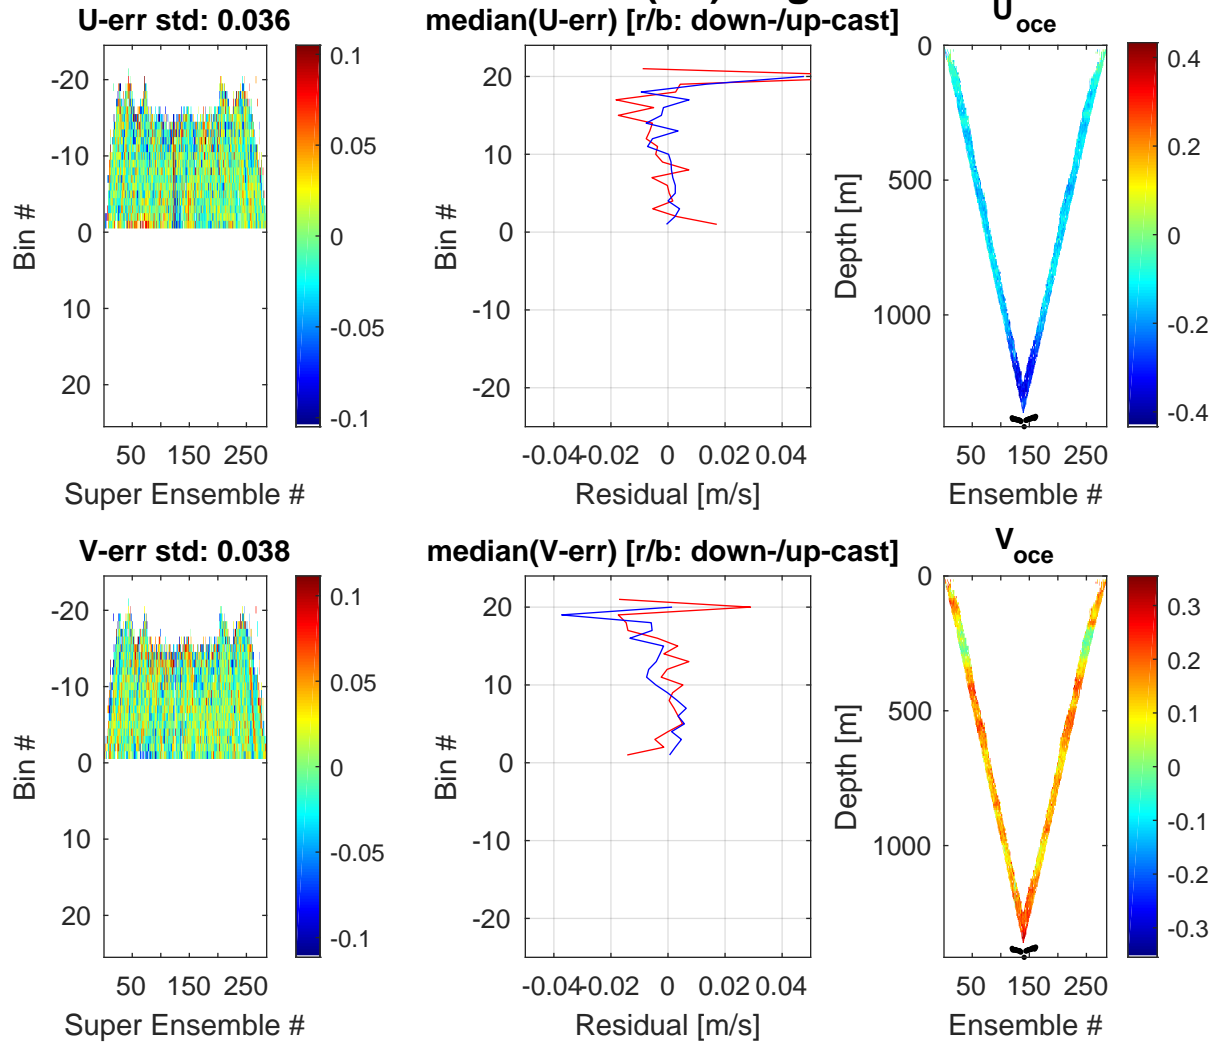 U-err std: 0.036
-20
-10
0
10
20
50 150 250
Super Ensemble #
Bin #
0.1
0.05
0
-0.05
-0.1
median(U-err) [r/b: down-/up-cast]
20
10
0
-10
-20
-0.04 -0.02 0 0.02 0.04
Residual [m/s]
Bin #
U oce
0
500
1000
50 150 250
Ensemble #
Depth [m]
0.4
0.2
0
-0.2
-0.4
V-err std: 0.038
-20
-10
0
10
20
50 150 250
Super Ensemble #
Bin #
0.1
0.05
0
-0.05
-0.1
median(V-err) [r/b: down-/up-cast]
20
10
0
-10
-20
-0.04 -0.02 0 0.02 0.04
Residual [m/s]
Bin #
V oce
0
500
1000
50 150 250
Ensemble #
Depth [m]
0.3
0.2
0.1
0
-0.1
-0.2
-0.3